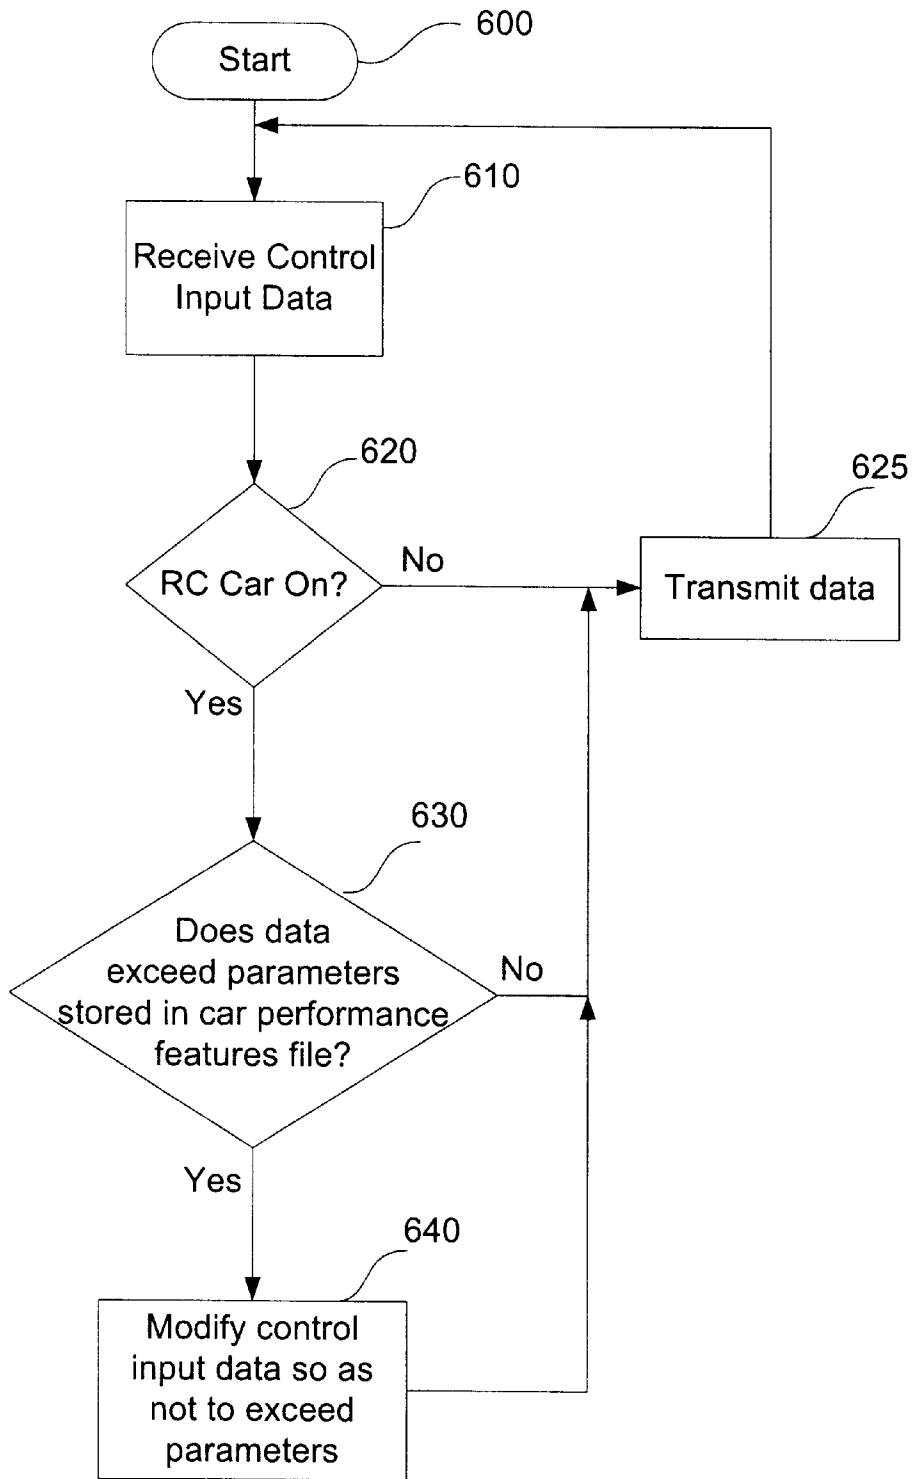 600
Start
610
Receive Control
Input Data
620
625
RC Car On?
No
Transmit data
Yes
630
Does data
exceed parameters
stored in car performance
features file?
No
Yes
640
Modify control
input data so as
not to exceed
parameters